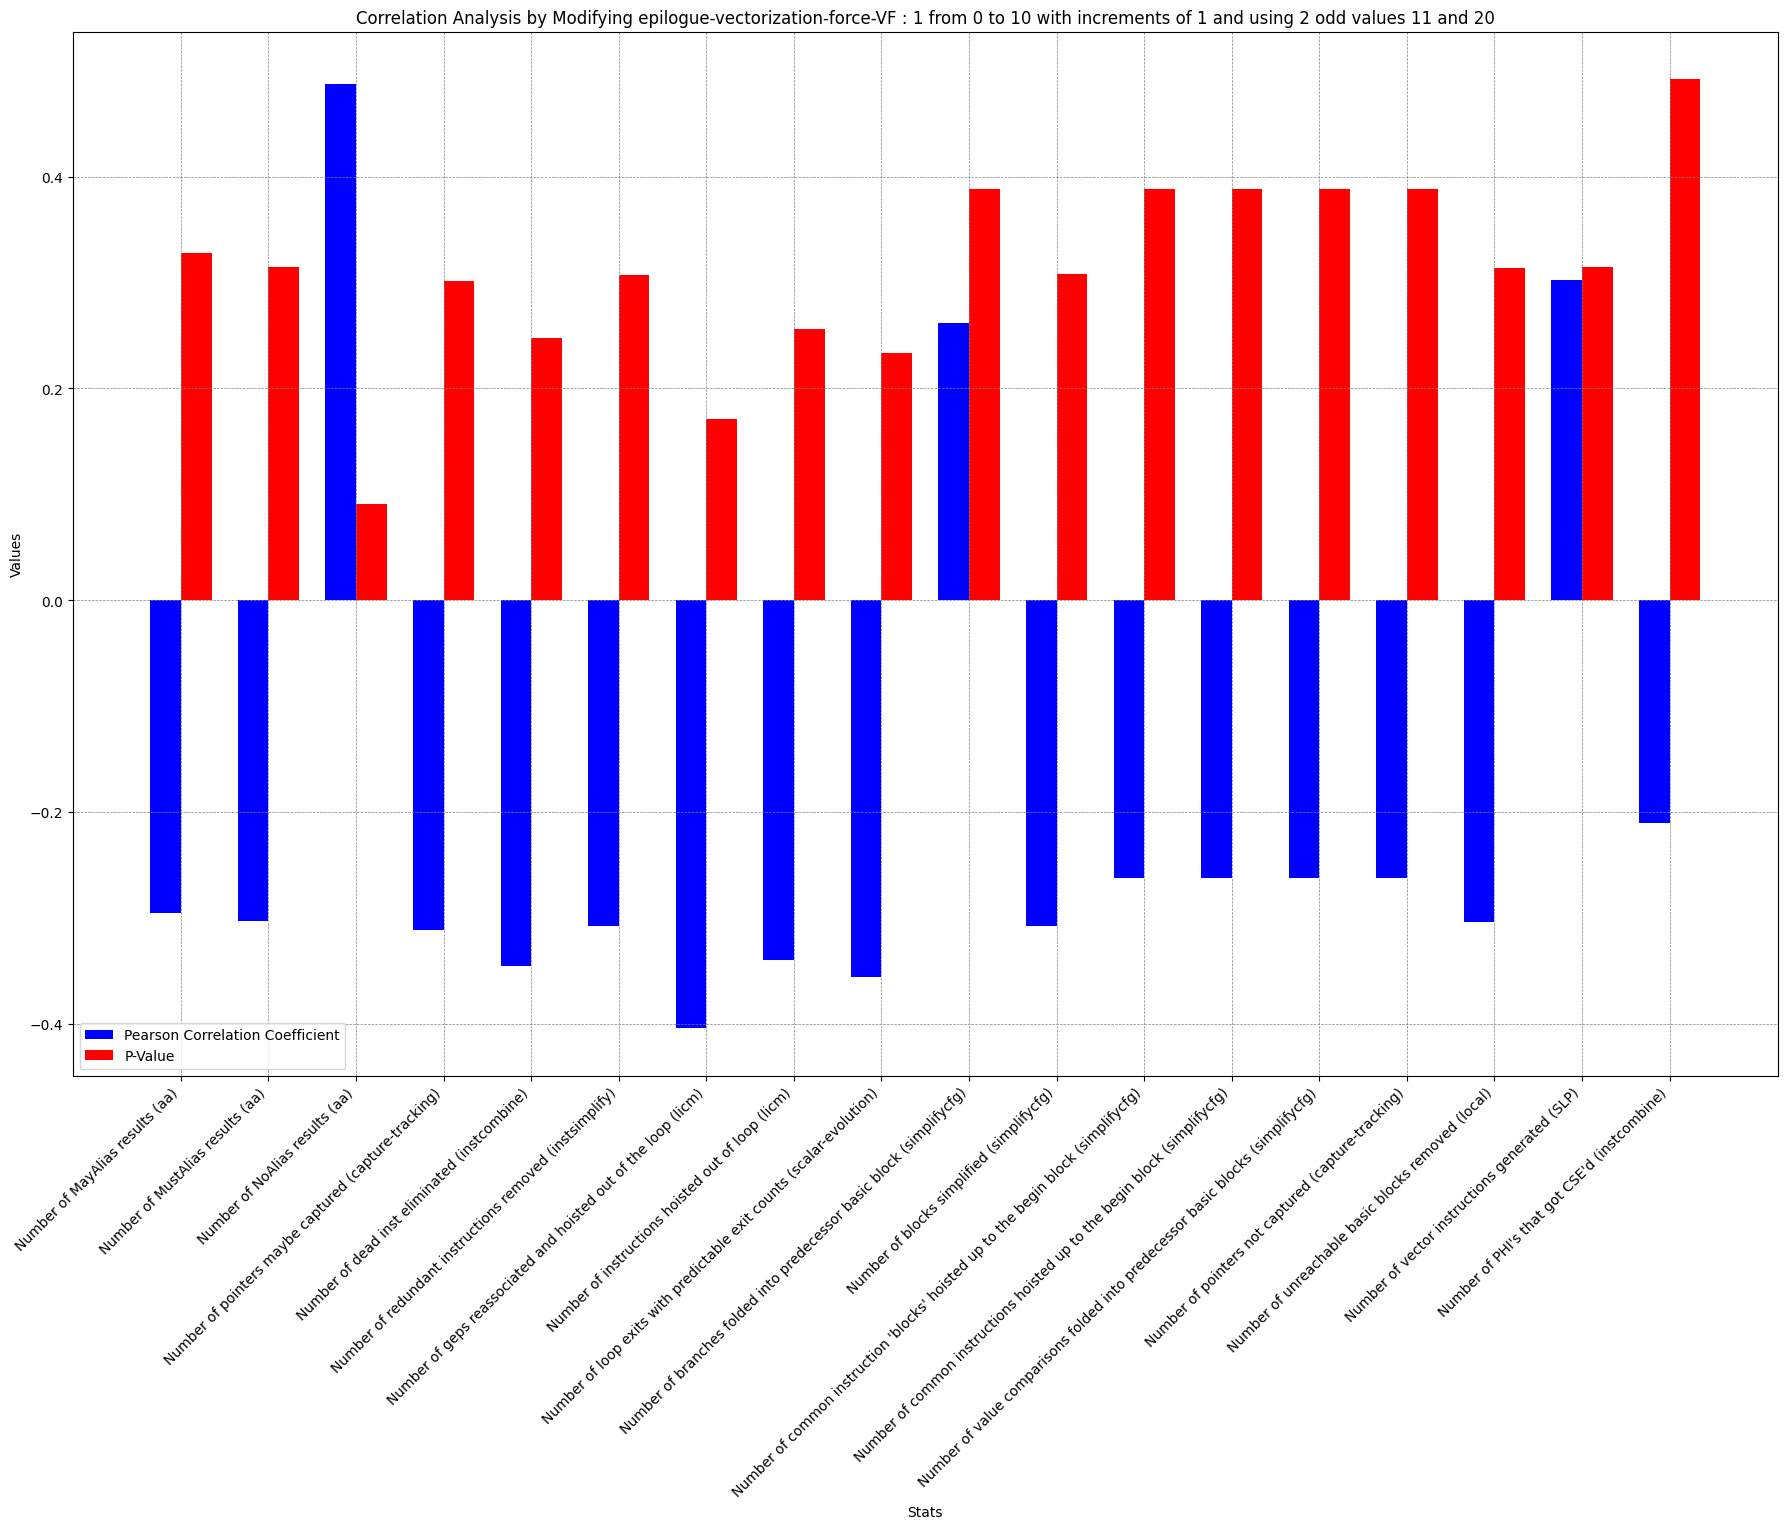 Correlation Analysis by Modifying epilogue-vectorization-force-VF : 1 from 0 to 10 with increments of 1 and using 2 odd values 11 and 20
Values
0.4
0.2
0.0
−0.2
−0.4
Pearson Correlation Coefficient
P-Value
Number of MayAlias results (aa)
Number of MustAlias results (aa)
Number of NoAlias results (aa)
Number of pointers maybe captured (capture-tracking)
Number of dead inst eliminated (instcombine)
Number of redundant instructions removed (instsimplify)
Number of geps reassociated and hoisted out of the loop (licm)
Number of instructions hoisted out of loop (licm)
Number of loop exits with predictable exit counts (scalar-evolution)
Number of branches folded into predecessor basic block (simplifycfg)
Number of blocks simplified (simplifycfg)
Number of common instruction 'blocks' hoisted up to the begin block (simplifycfg)
Number of common instructions hoisted up to the begin block (simplifycfg)
Number of value comparisons folded into predecessor basic blocks (simplifycfg)
Number of pointers not captured (capture-tracking)
Number of unreachable basic blocks removed (local)
Number of vector instructions generated (SLP)
Number of PHI's that got CSE'd (instcombine)
Stats